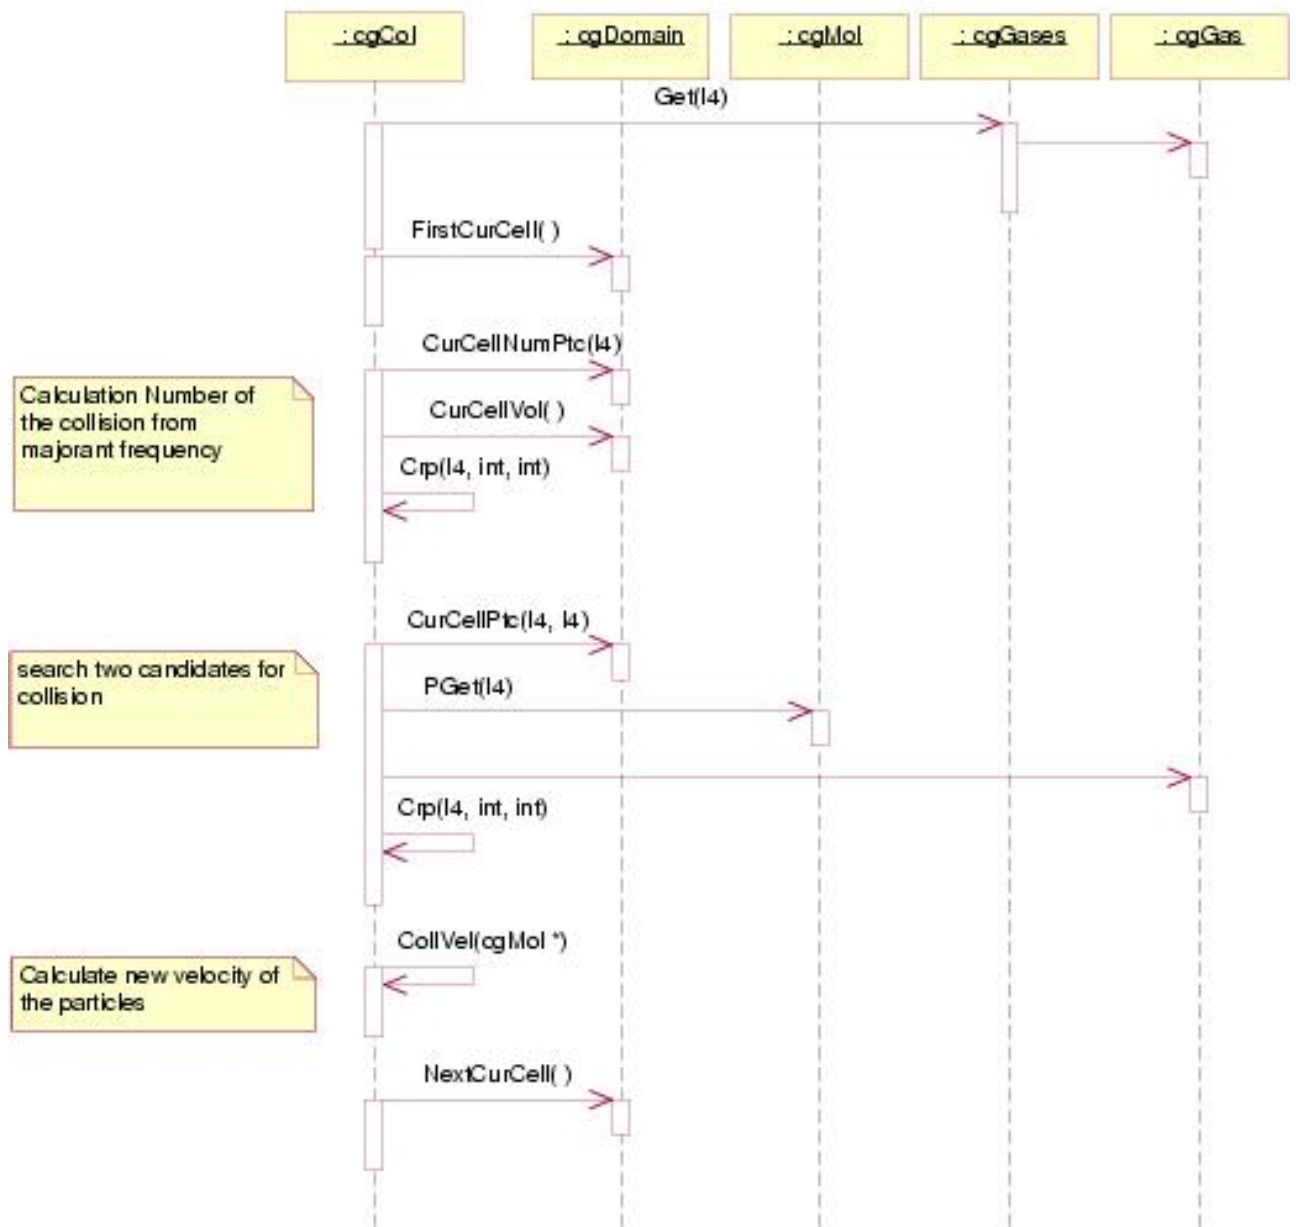 : cgCol
: cgDomain
: cgMol
: cgGases
: cgGas
Get(I4)
FirstCurCell( )
CurCellNumPtc(I4)
Calculation Number of
the collision from
majorant frequency
CurCellVol( )
Crp(I4, int, int)
CurCellPtc(I4, I4)
search two candidates for
collision
PGet(I4)
Crp(I4, int, int)
CollVel(cgMol *)
Calculate new velocity of
the particles
NextCurCell( )